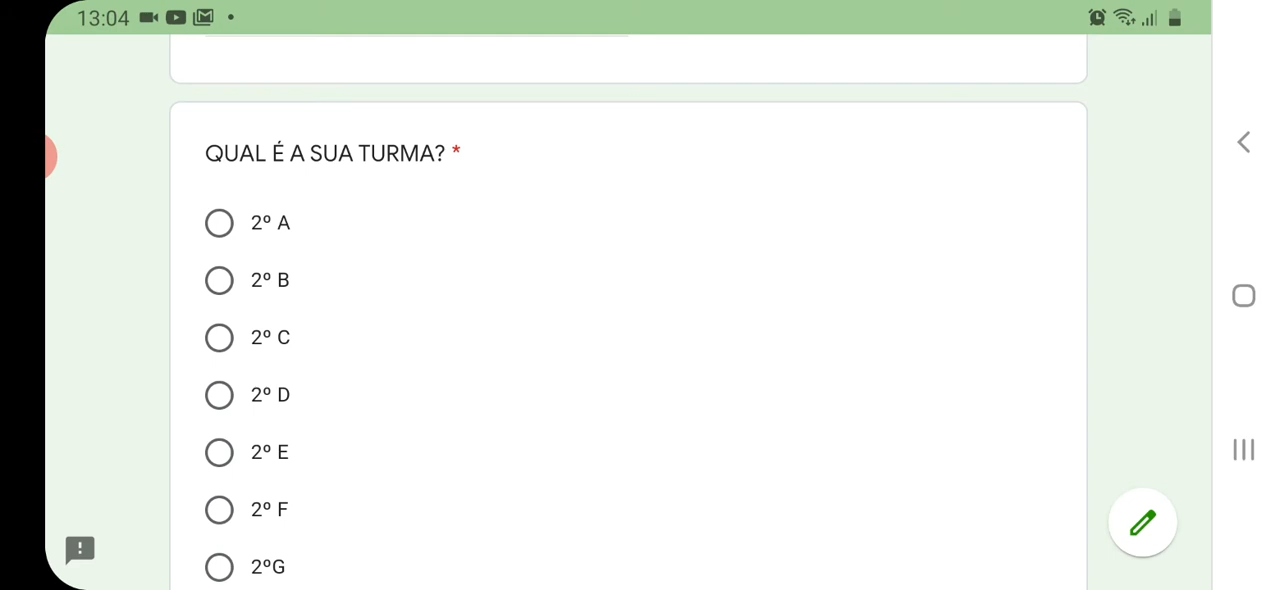 13:04
QUAL É A SUA TURMA? *
2º A
2º B
2º C
2º D
2º E
2º F
2ºG